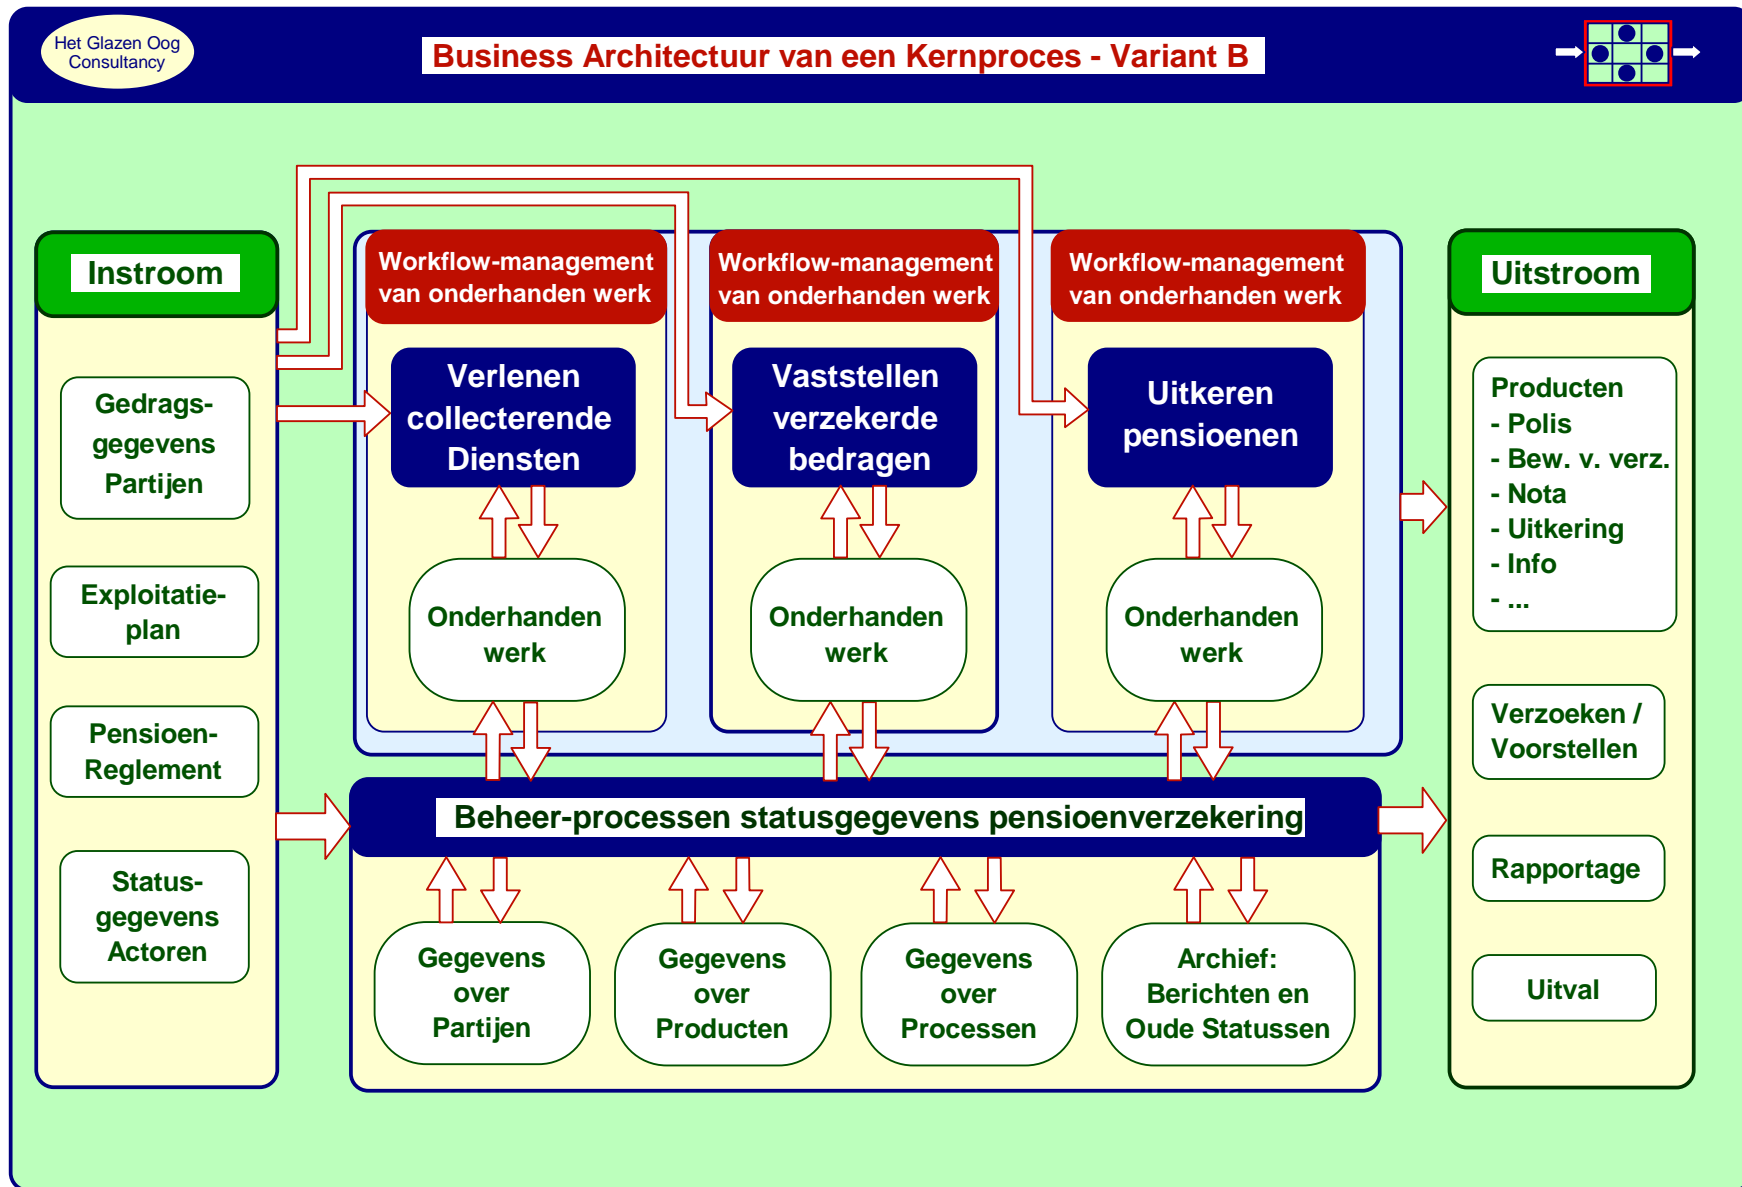 Het Glazen Oog
Consultancy
Business Architectuur van een Kernproces - Variant B
Instroom
Gedrags-
gegevens
Partijen
Exploitatie-
plan
Pensioen-
Reglement
Status-
gegevens
Actoren
Workflow-management
van onderhanden werk
Verlenen
collecterende
Diensten
Onderhanden
werk
Workflow-management
van onderhanden werk
Vaststellen
verzekerde
bedragen
Onderhanden
werk
Workflow-management
van onderhanden werk
Uitkeren
pensioenen
Onderhanden
werk
Beheer-processen statusgegevens pensioenverzekering
Gegevens
over
Partijen
Gegevens
over
Producten
Gegevens
over
Processen
Archief:
Berichten en
Oude Statussen
Uitstroom
Producten
- Polis
- Bew. v. verz.
- Nota
- Uitkering
- Info
- ...
Verzoeken /
Voorstellen
Rapportage
Uitval